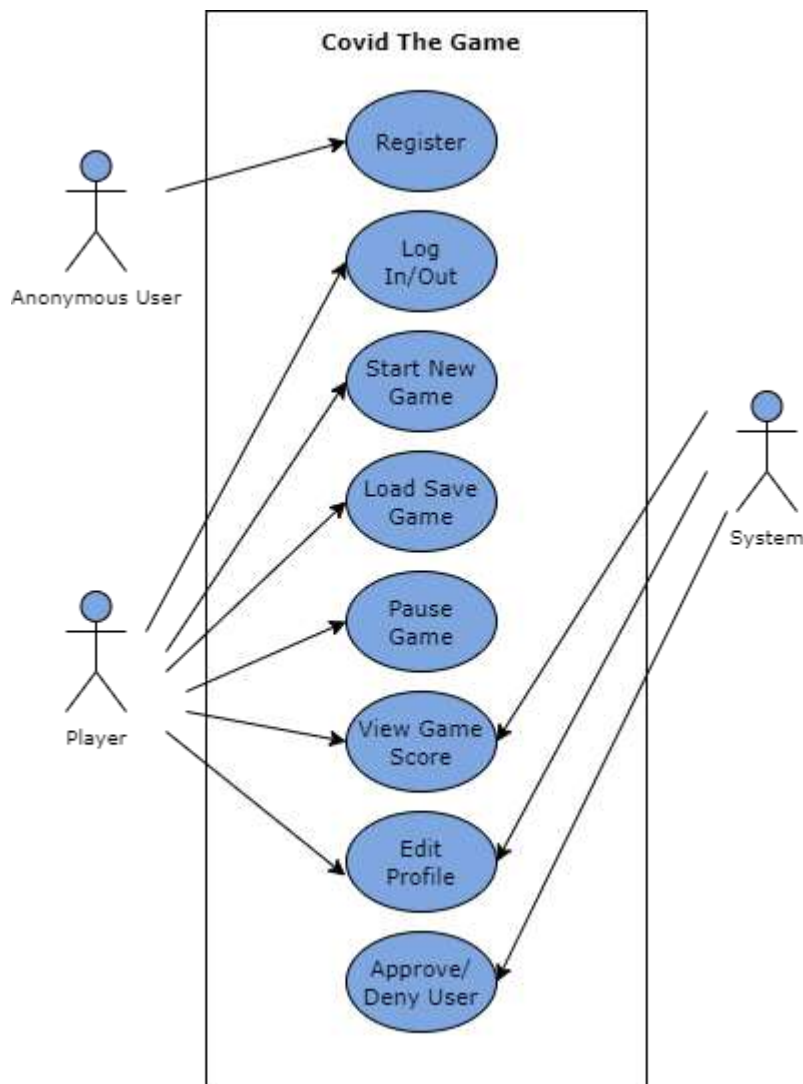 Covid The Game
Register
Anonymous User
Log
In/Out
Start New
Game
Load Save
Game
System
Pause
Game
Player
View Game
Score
Edit
Profile
Approve/
Deny User